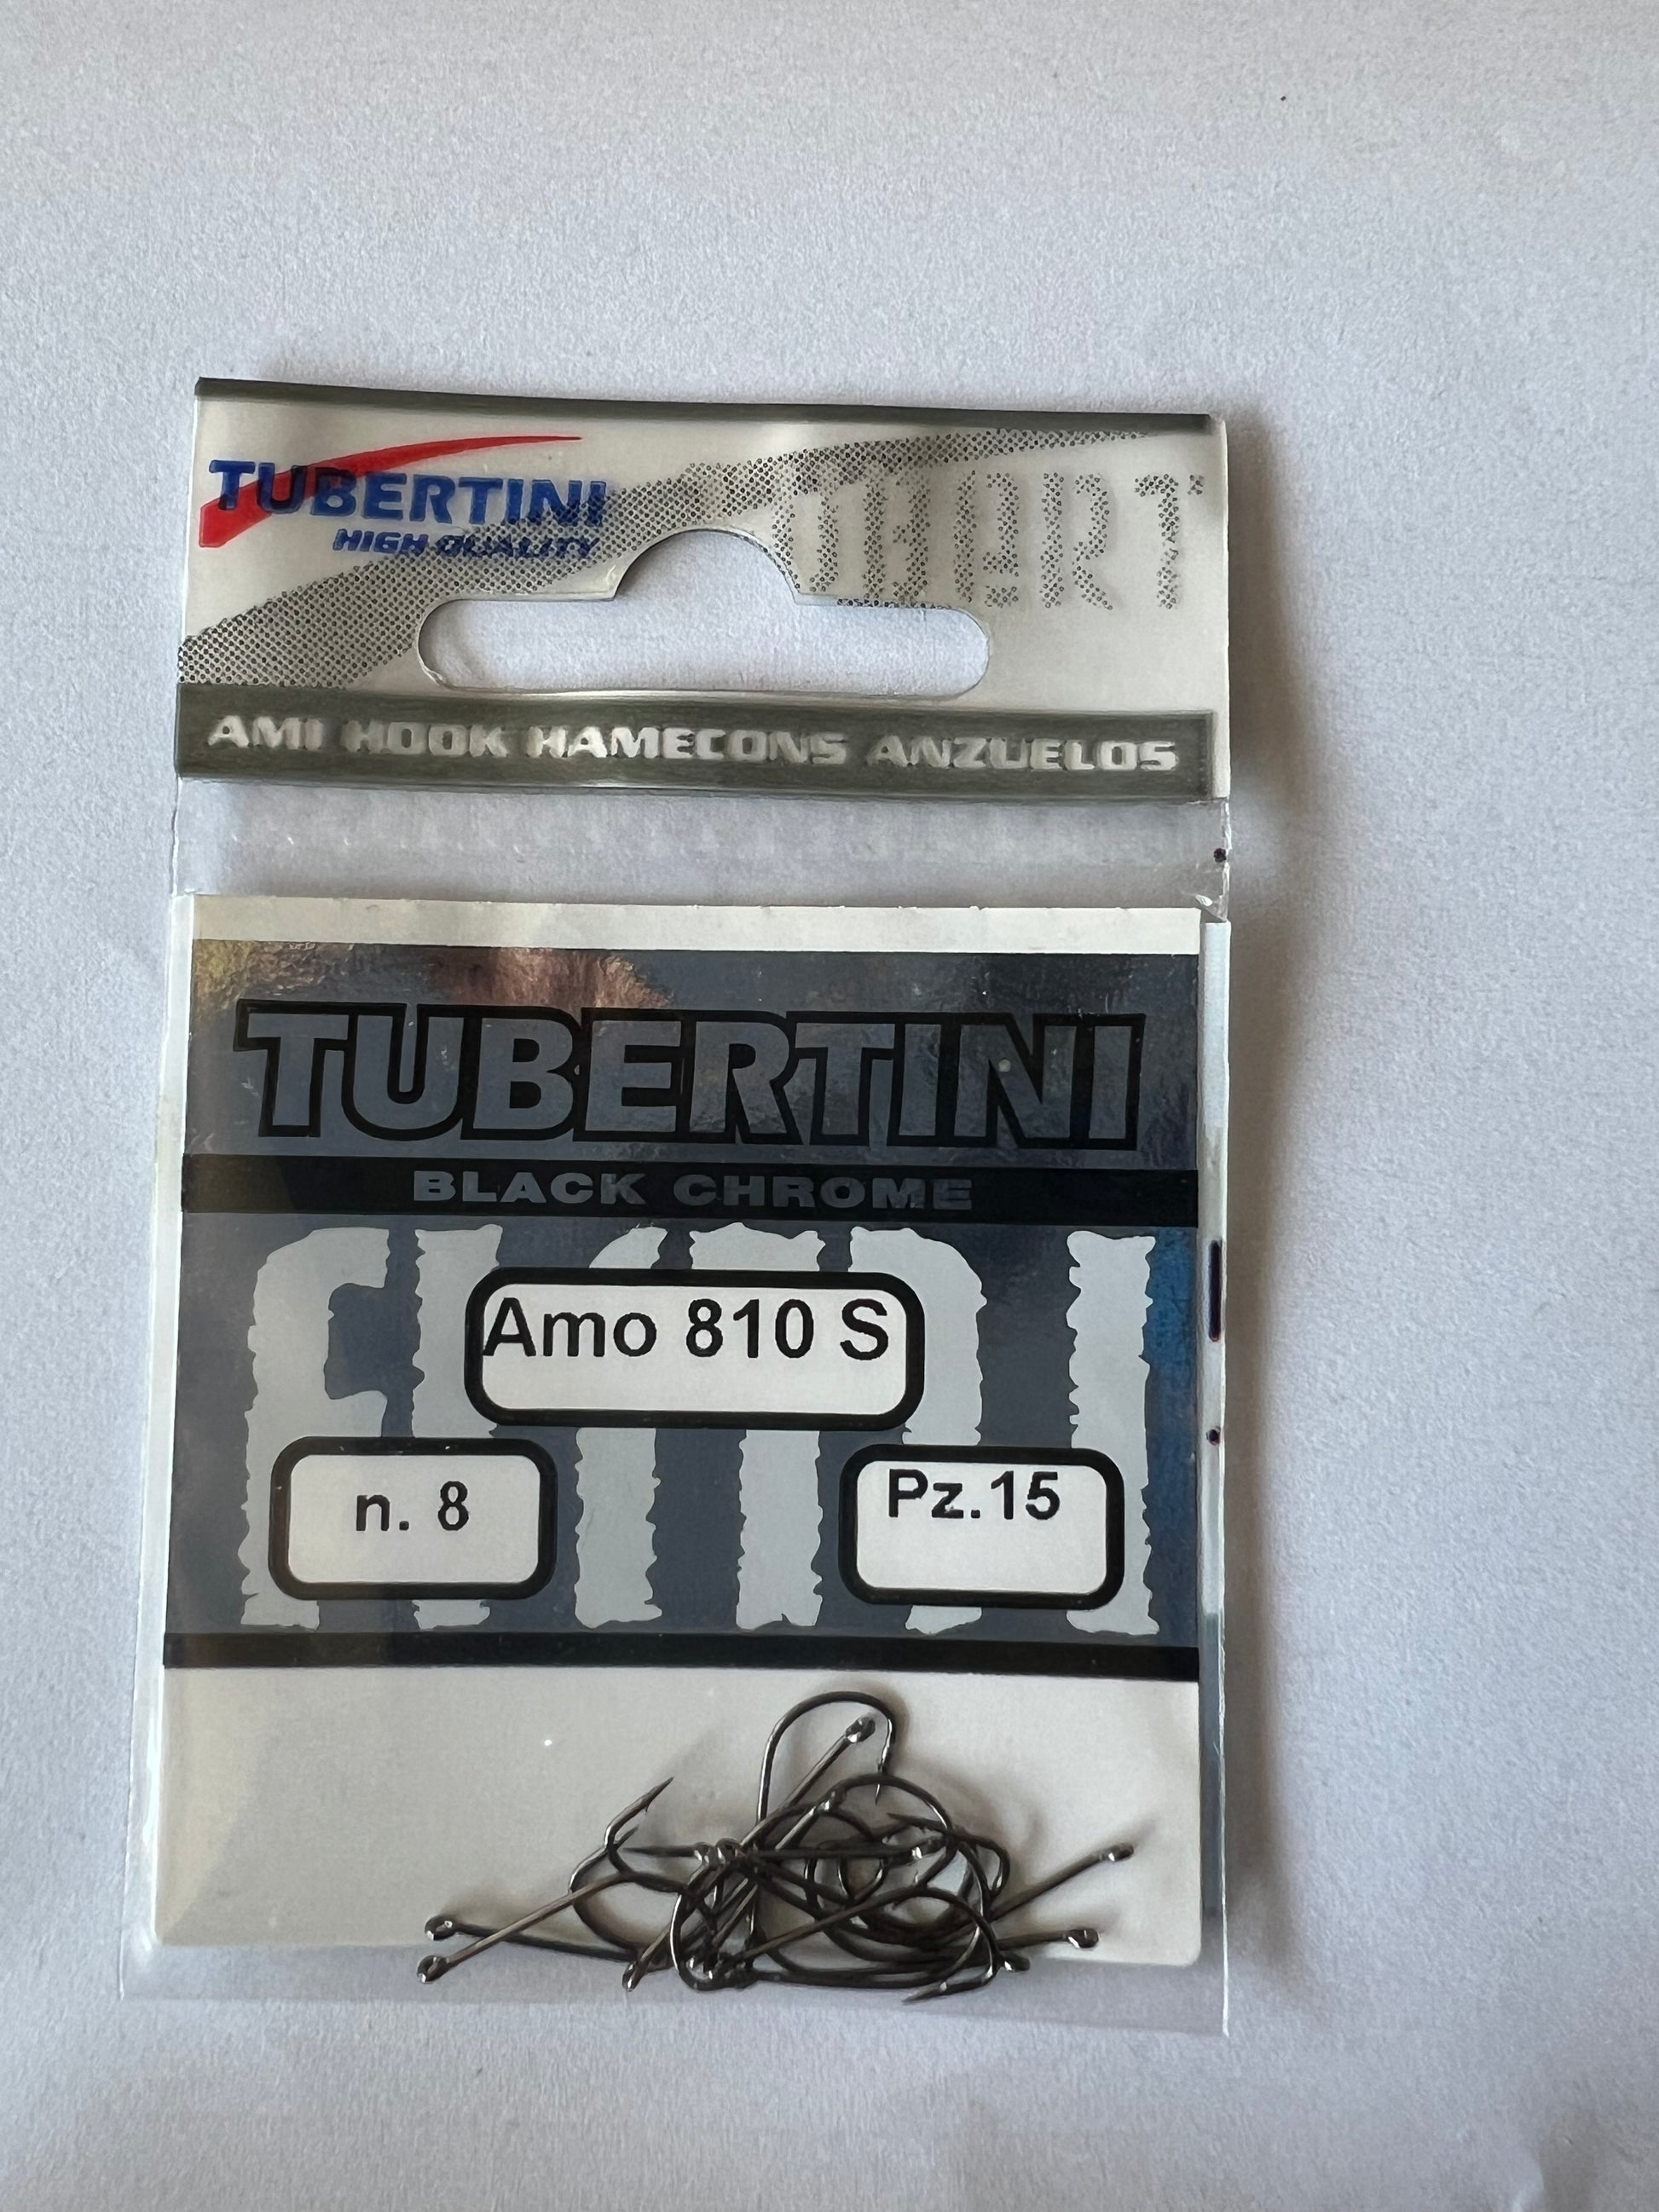 TUBERTINI
HIGH QUALITY
AMI HOOK HAMECONS ANZUELOS
TUBERTINI
BLACK CHROME
Amo 810 S
n. 8
Pz.15